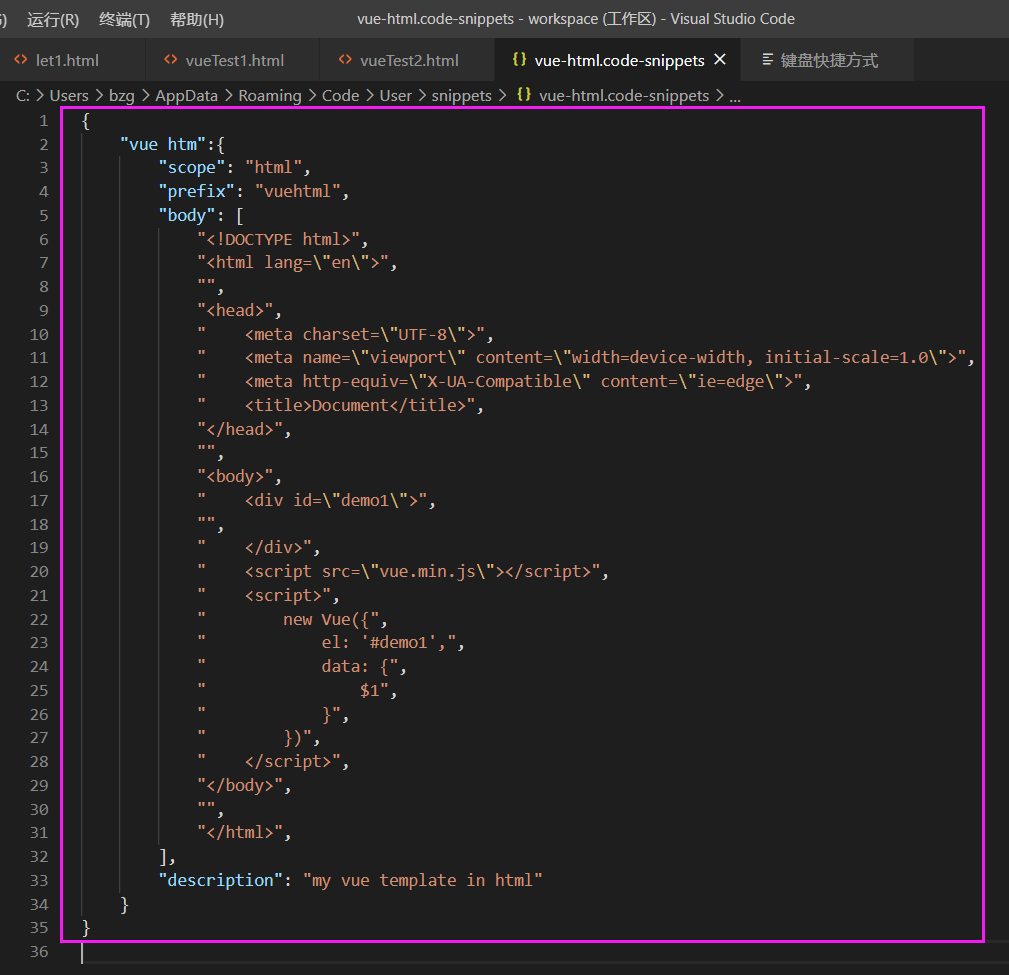 ) 运行(R) 终端(T) 帮助(H) vue-html.code-snippets - workspace (工作区) - Visual Studio Code
let1.html vueTest1.html vueTest2.html {} vue-html.code-snippets × 键盘快捷方式
C: > Users > bzg > AppData > Roaming > Code > User > snippets > {} vue-html.code-snippets > ...
1 {
2     "vue htm":{
3         "scope": "html",
4         "prefix": "vuehtml",
5         "body": [
6             "<!DOCTYPE html>",
7             "<html lang=\"en\">",
8             "",
9             "<head>",
10             "    <meta charset=\"UTF-8\">",
11             "    <meta name=\"viewport\" content=\"width=device-width, initial-scale=1.0\">",
12             "    <meta http-equiv=\"X-UA-Compatible\" content=\"ie=edge\">",
13             "    <title>Document</title>",
14             "</head>",
15             "",
16             "<body>",
17             "    <div id=\"demo1\">",
18             "",
19             "    </div>",
20             "    <script src=\"vue.min.js\"></script>",
21             "    <script>",
22             "        new Vue({",
23             "            el: '#demo1',",
24             "            data: {",
25             "                $1",
26             "            }",
27             "        })",
28             "    </script>",
29             "</body>",
30             "",
31             "</html>",
32         ],
33         "description": "my vue template in html"
34     }
35 }
36